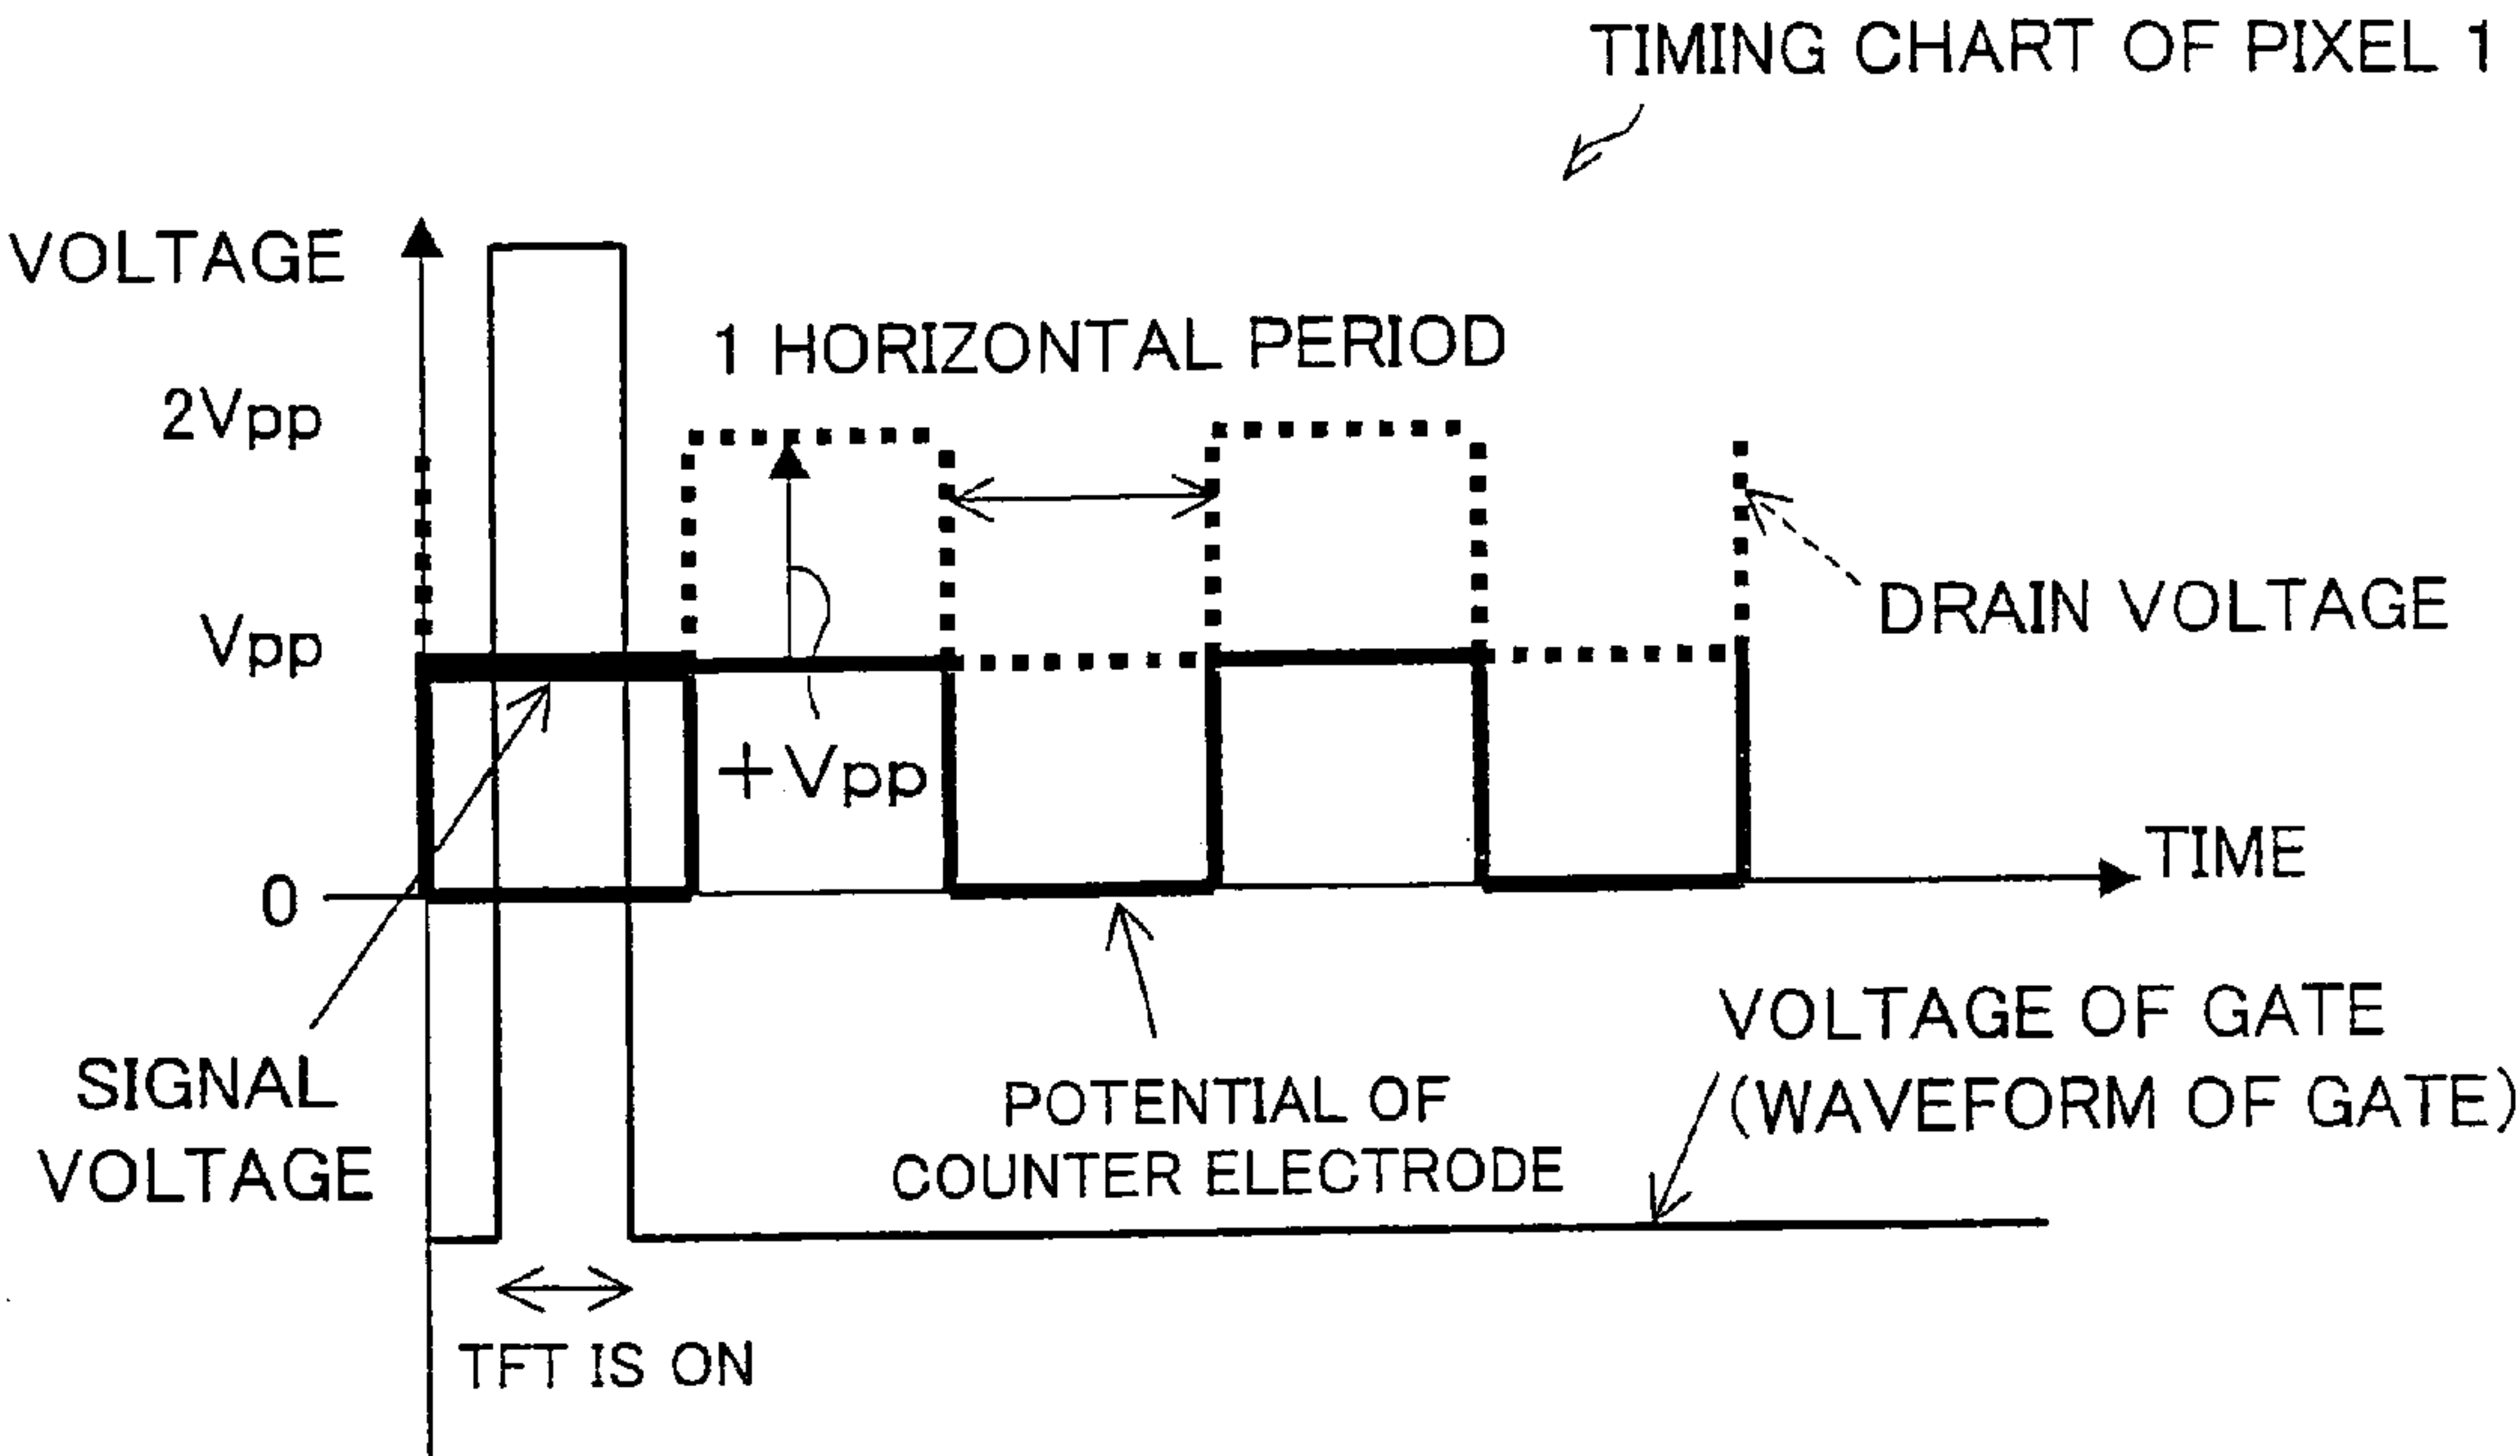 TIMING CHART OF PIXEL 1
VOLTAGE
1 HORIZONTAL PERIOD
2Vpp
DRAIN VOLTAGE
Vpp
+Vpp
TIME
0
VOLTAGE OF GATE
(WAVEFORM OF GATE)
SIGNAL
VOLTAGE
POTENTIAL OF
COUNTER ELECTRODE
TFT IS ON